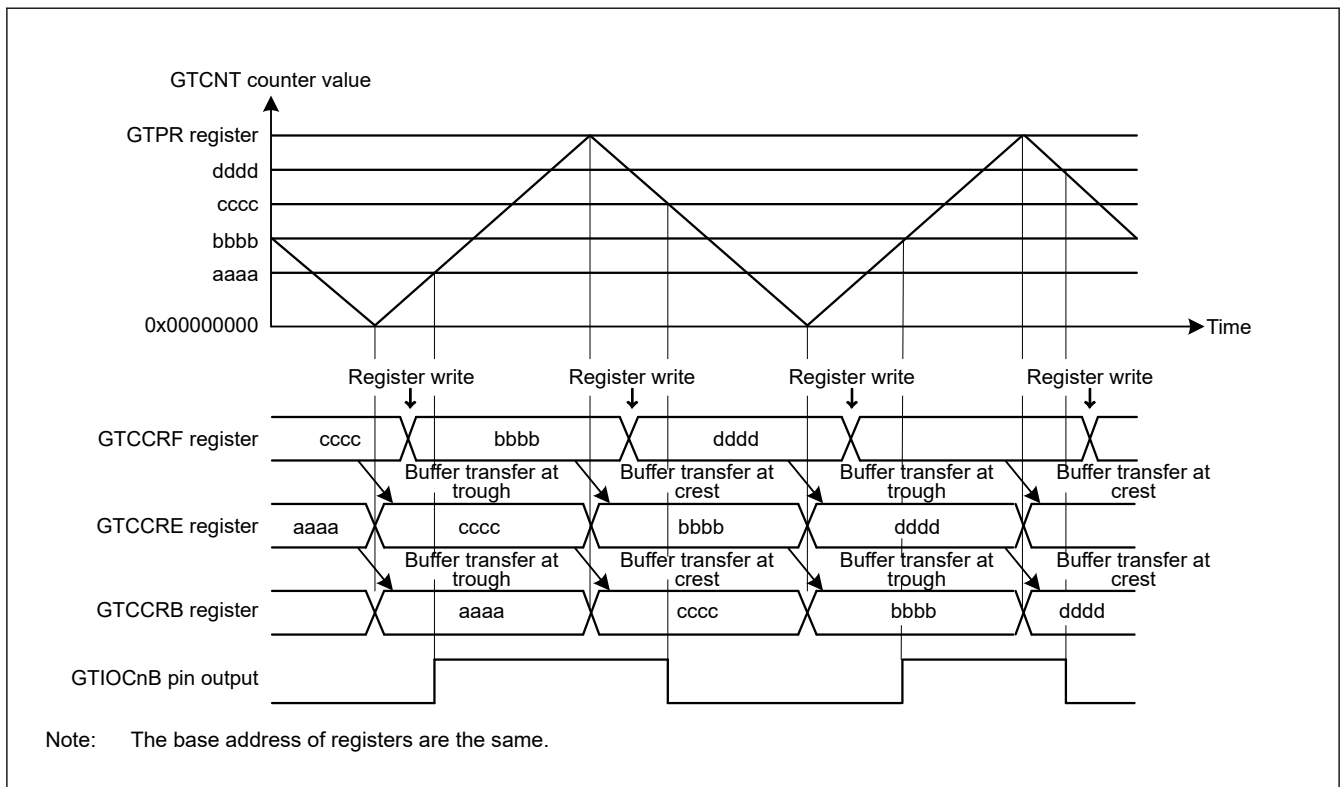 GTCNT counter value
GTPR register
dddd
cccc
bbbb
aaaa
0x00000000
Time
Register write Register write Register write Register write
GTCCRF register cccc bbbb dddd
Buffer transfer at trough
Buffer transfer at crest
Buffer transfer at trough
Buffer transfer at crest
GTCCRE register aaaa cccc bbbb dddd
Buffer transfer at trough
Buffer transfer at crest
Buffer transfer at trough
Buffer transfer at crest
GTCCRB register aaaa cccc bbbb dddd
GTIOCnB pin output
Note: The base address of registers are the same.